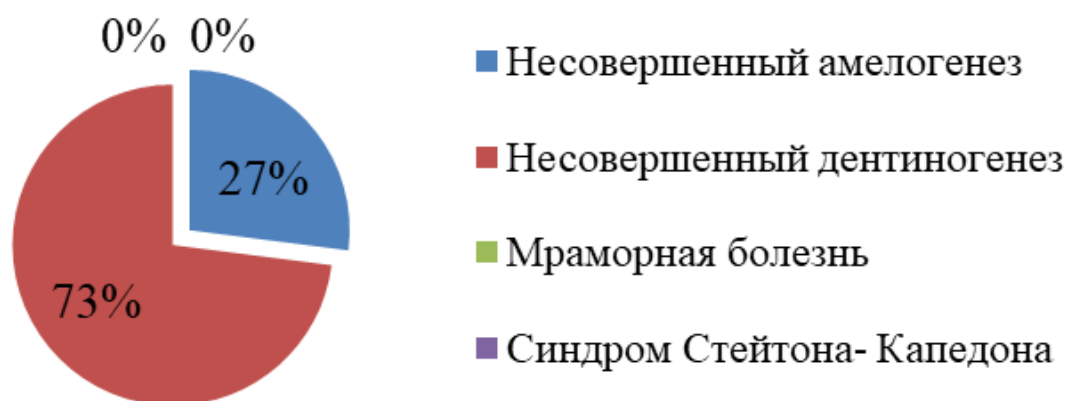 0% 0%
27%
73%
Несовершенный амелогенез
Несовершенный дентиногенез
Мраморная болезнь
Синдром Стейтона- Капедона